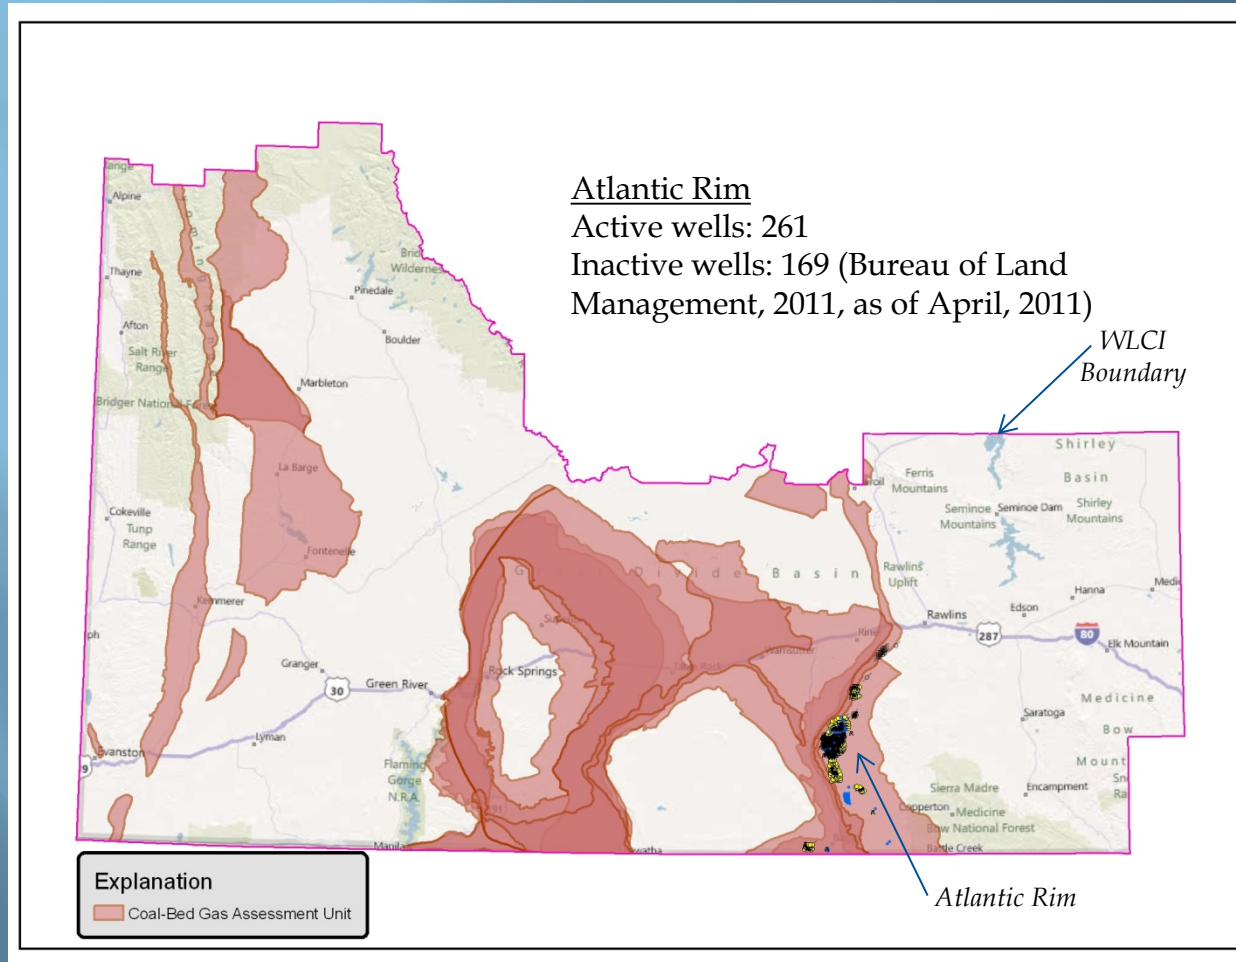 Atlantic Rim
Active wells: 261
Inactive wells: 169 (Bureau of Land
Management, 2011, as of April, 2011)
WLCI
Boundary
Alpine
Thayne
Afton
Salt River
Range
Bridger National
Pinedale
Boulder
Marbleton
La Barge
Fontenelle
Cokeville
Tunp
Range
Kemmerer
Granger
30
Green River
Rock Springs
Lyman
Evanston
Flaming
Gorge
N.R.A.
Divide Basin
Wamsutter
Ferris
Mountains
Shirley
Basin
Seminoe
Mountains
Seminoe Dam
Shirley
Mountains
Rawlins
Uplift
Rawlins
Edson
Hanna
287
80
Elk Mountain
Medicine
Bow
Saratoga
Sierra Madre
Encampment
Copperton
Medicine
Bow National Forest
Battle Creek
Atlantic Rim
Explanation
Coal-Bed Gas Assessment Unit